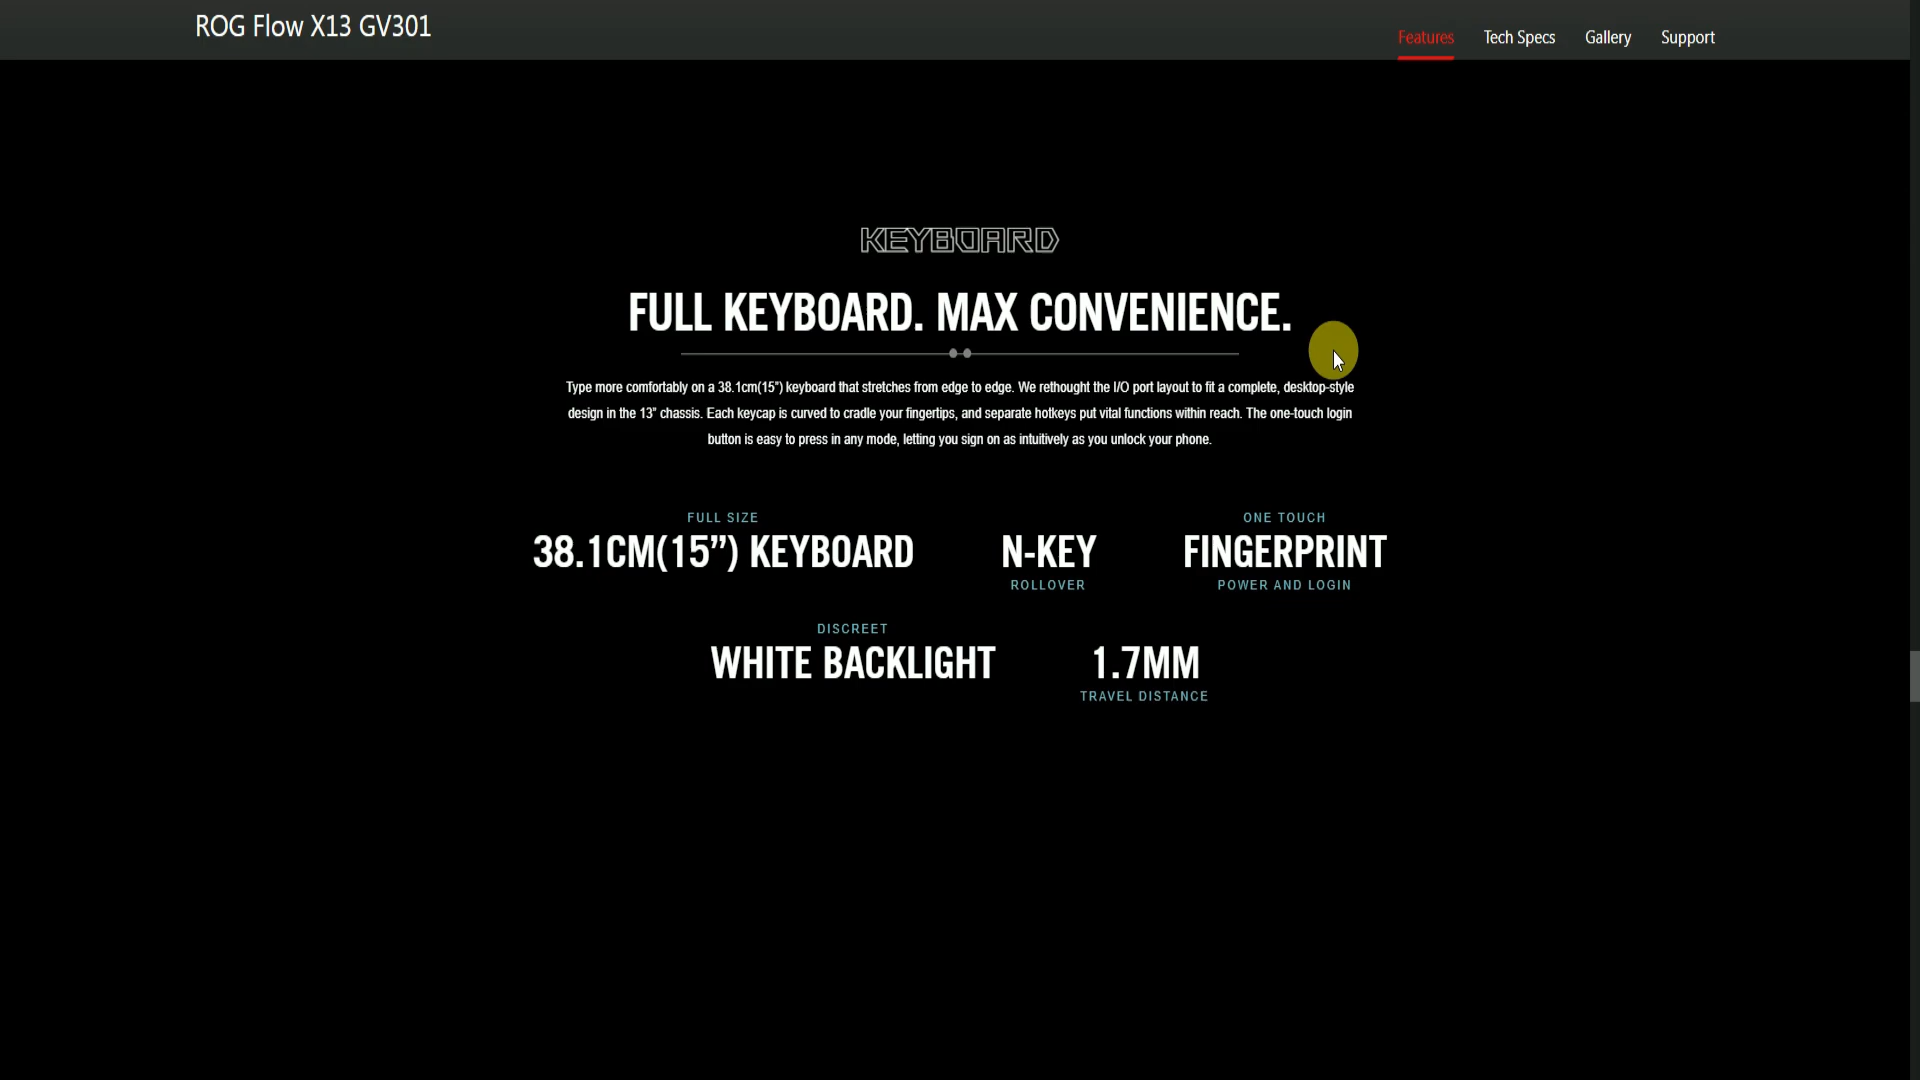 ROG Flow X13 GV301
Features Tech Specs Gallery Support
KEYBOARD
FULL KEYBOARD. MAX CONVENIENCE.
Type more comfortably on a 38.1cm(15”) keyboard that stretches from edge to edge. We rethought the I/O port layout to fit a complete, desktop-style
design in the 13” chassis. Each keycap is curved to cradle your fingertips, and separate hotkeys put vital functions within reach. The one-touch login
button is easy to press in any mode, letting you sign on as intuitively as you unlock your phone.
FULL SIZE
38.1CM(15”) KEYBOARD
N-KEY
ROLLOVER
ONE TOUCH
FINGERPRINT
POWER AND LOGIN
DISCREET
WHITE BACKLIGHT
1.7MM
TRAVEL DISTANCE